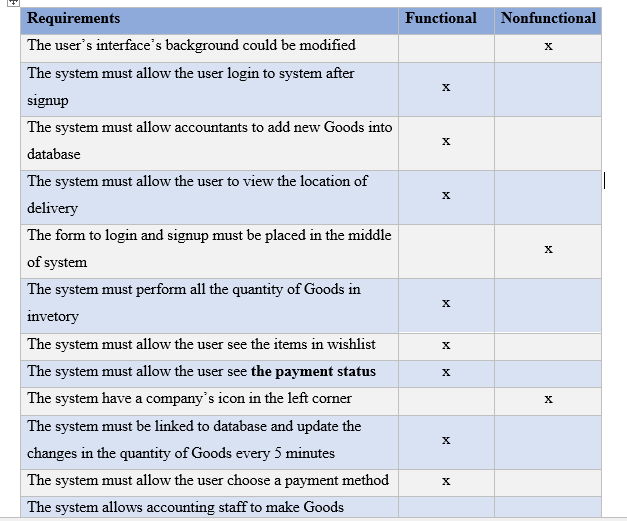 Requirements Functional Nonfunctional
The user's interface's background could be modified x
The system must allow the user login to system after
signup x
The system must allow accountants to add new Goods into
database x
The system must allow the user to view the location of
delivery x
The form to login and signup must be placed in the middle
of system x
The system must perform all the quantity of Goods in
invetory x
The system must allow the user see the items in wishlist x
The system must allow the user see the payment status x
The system have a company's icon in the left corner x
The system must be linked to database and update the
changes in the quantity of Goods every 5 minutes x
The system must allow the user choose a payment method x
The system allows accounting staff to make Goods